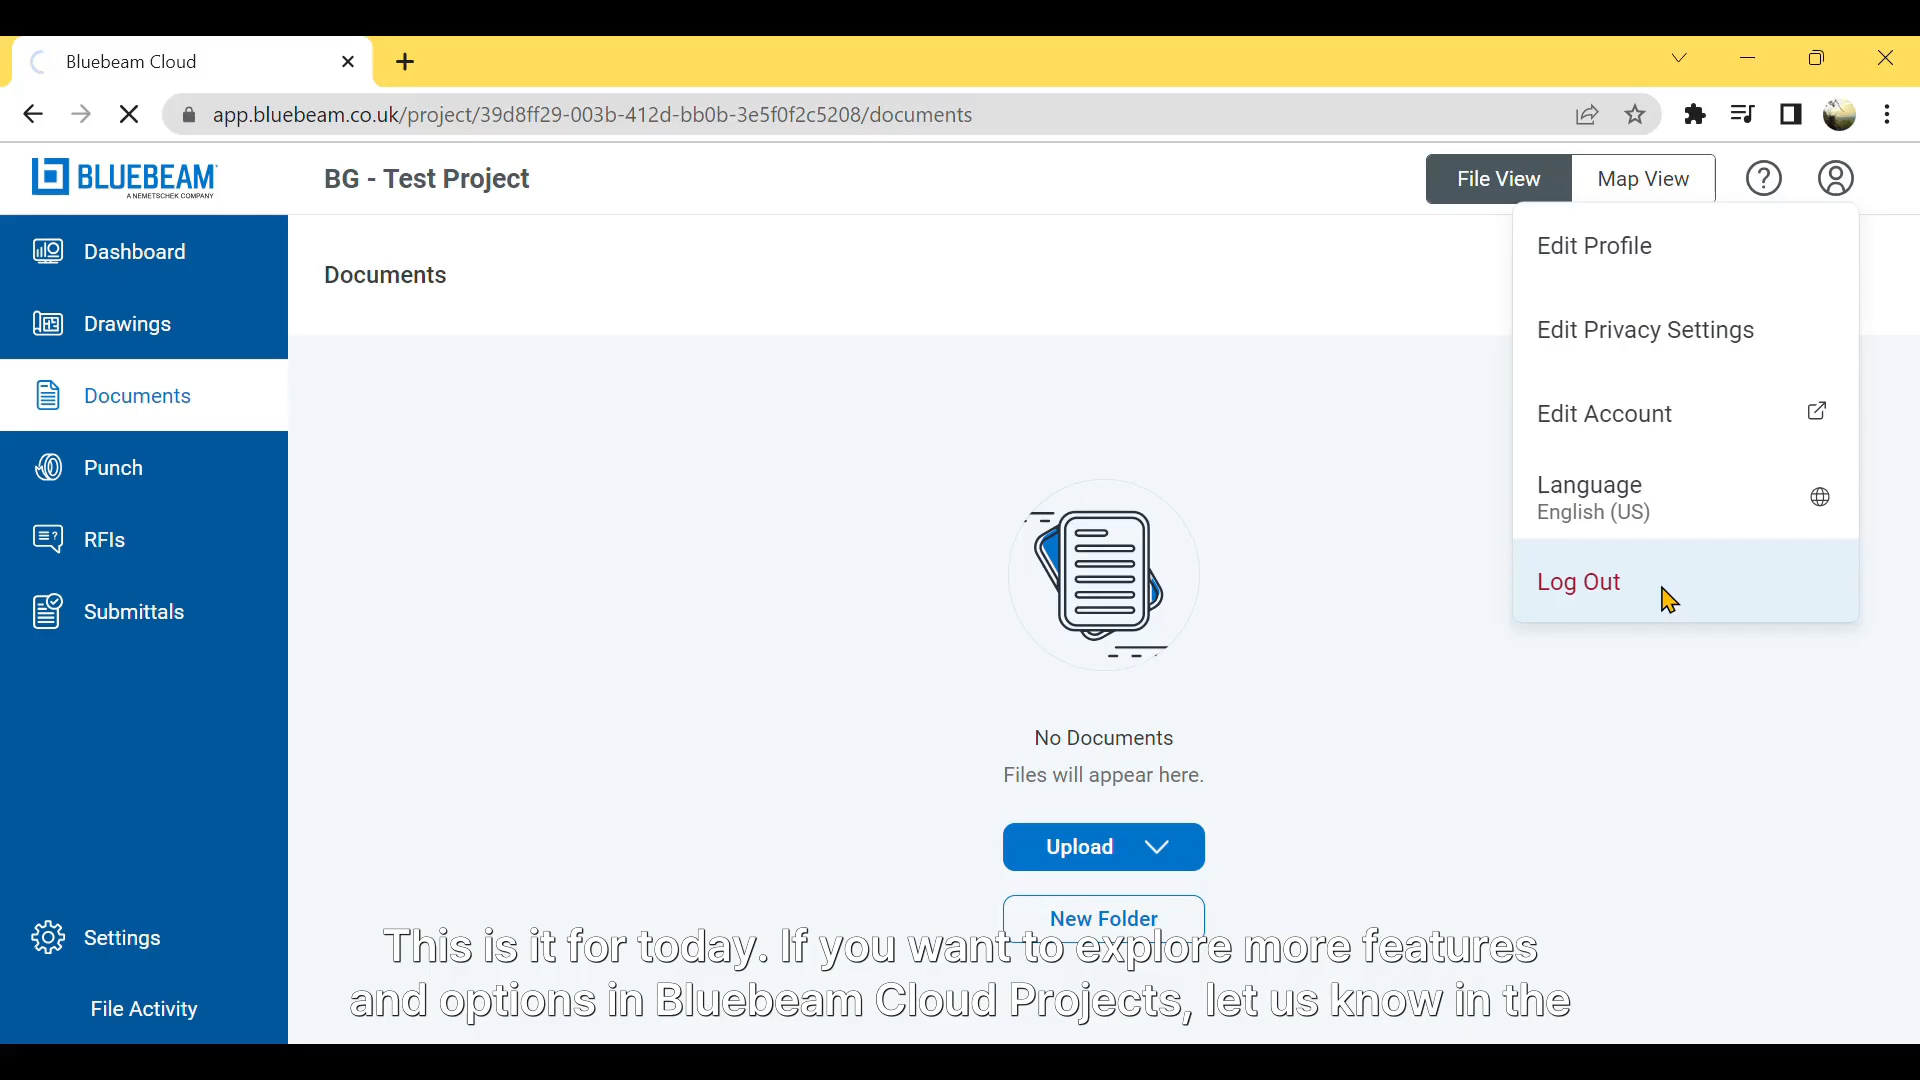 Bluebeam Cloud
app.bluebeam.co.uk/project/39d8ff29-003b-412d-bb0b-3e5f0f2c5208/documents
BLUEBEAM
A NEMETSCHEK COMPANY
BG - Test Project
File View
Map View
Dashboard
Drawings
Documents
Punch
RFIs
Submittals
Settings
File Activity
Documents
Edit Profile
Edit Privacy Settings
Edit Account
Language
English (US)
Log Out
No Documents
Files will appear here.
Upload
New Folder
This is it for today. If you want to explore more features
and options in Bluebeam Cloud Projects, let us know in the